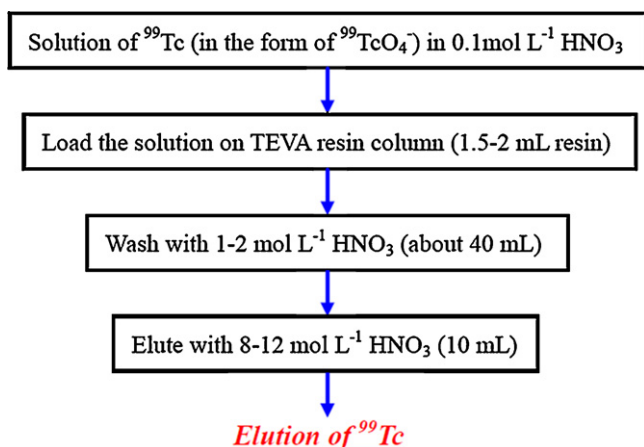 Solution of ⁹⁹Tc (in the form of ⁹⁹TcO₄⁻) in 0.1mol L⁻¹ HNO₃
Load the solution on TEVA resin column (1.5-2 mL resin)
Wash with 1-2 mol L⁻¹ HNO₃ (about 40 mL)
Elute with 8-12 mol L⁻¹ HNO₃ (10 mL)
Elution of ⁹⁹Tc